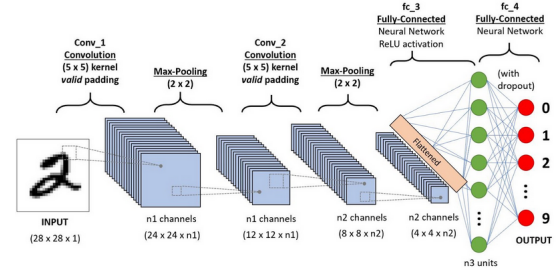 fc_3
Fully-Connected
Neural Network
ReLU activation
fc_4
Fully-Connected
Neural Network
Conv_1
Convolution
(5 x 5) kernel
valid padding
Max-Pooling
(2 x 2)
Conv_2
Convolution
(5 x 5) kernel
valid padding
Max-Pooling
(2 x 2)
(with
dropout)
Flattened
0
1
2
9
INPUT
(28 x 28 x 1)
n1 channels
(24 x 24 x n1)
n1 channels
(12 x 12 x n1)
n2 channels
(8 x 8 x n2)
n2 channels
(4 x 4 x n2)
OUTPUT
n3 units